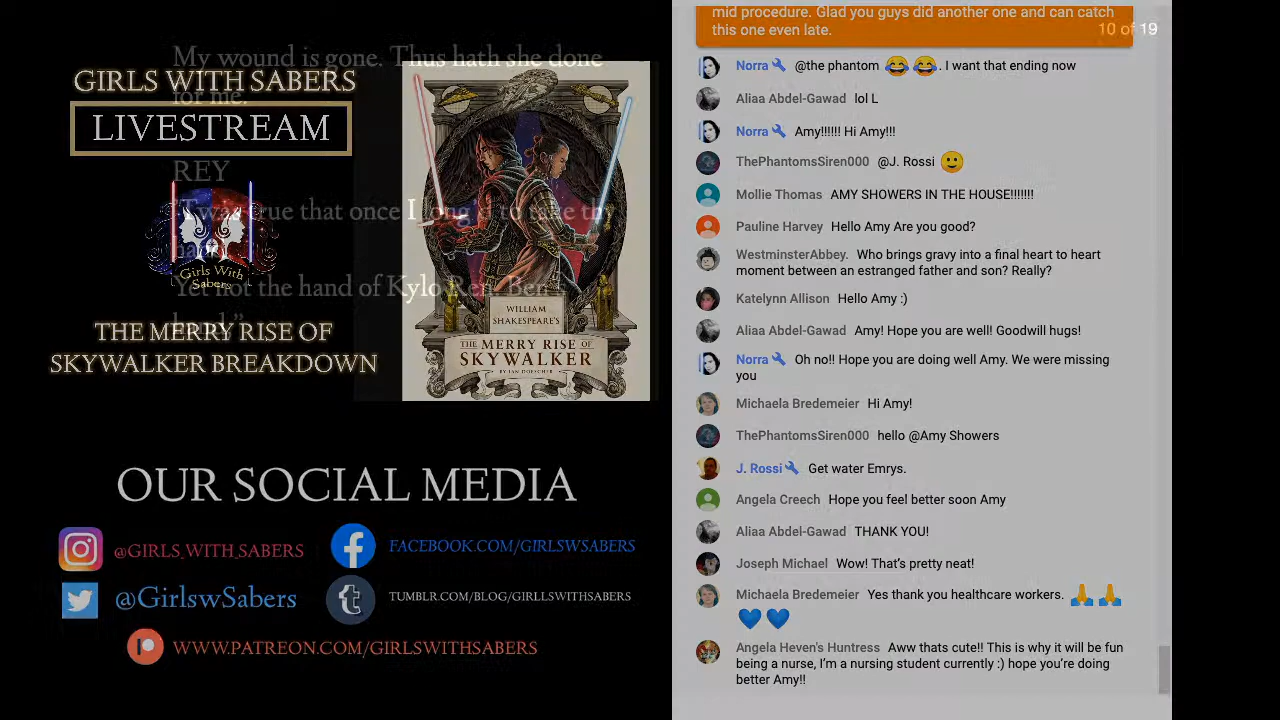 My wound is gone. Thus hath she done
for me.
GIRLS WITH SABERS
LIVESTREAM
REY
'Twas true that once I long'd to take th
Yet not the hand of Kylo Ren. Ben's
hand."
Girls With
Sabers
THE MERRY RISE OF
SKYWALKER BREAKDOWN
WILLIAM
SHAKESPEARE'S
THE MERRY RISE OF
SKYWALKER
BY IAN DOESCHER
OUR SOCIAL MEDIA
@GIRLS_WITH_SABERS
FACEBOOK.COM/GIRLSWSABERS
@GirlswSabers
TUMBLR.COM/BLOG/GIRLLSWITHSABERS
WWW.PATREON.COM/GIRLSWITHSABERS
mid procedure. Glad you guys did another one and can catch
this one even late.
10 of 19
Norra @the phantom 😂 😂. I want that ending now
Aliaa Abdel-Gawad lol L
Norra Amy!!!!!! Hi Amy!!!
ThePhantomsSiren000 @J. Rossi 🙂
Mollie Thomas AMY SHOWERS IN THE HOUSE!!!!!!!
Pauline Harvey Hello Amy Are you good?
WestminsterAbbey. Who brings gravy into a final heart to heart
moment between an estranged father and son? Really?
Katelynn Allison Hello Amy :)
Aliaa Abdel-Gawad Amy! Hope you are well! Goodwill hugs!
Norra Oh no!! Hope you are doing well Amy. We were missing
you
Michaela Bredemeier Hi Amy!
ThePhantomsSiren000 hello @Amy Showers
J. Rossi Get water Emrys.
Angela Creech Hope you feel better soon Amy
Aliaa Abdel-Gawad THANK YOU!
Joseph Michael Wow! That's pretty neat!
Michaela Bredemeier Yes thank you healthcare workers. 🙏 🙏
💙 💙
Angela Heven's Huntress Aww thats cute!! This is why it will be fun
being a nurse, I'm a nursing student currently :) hope you're doing
better Amy!!